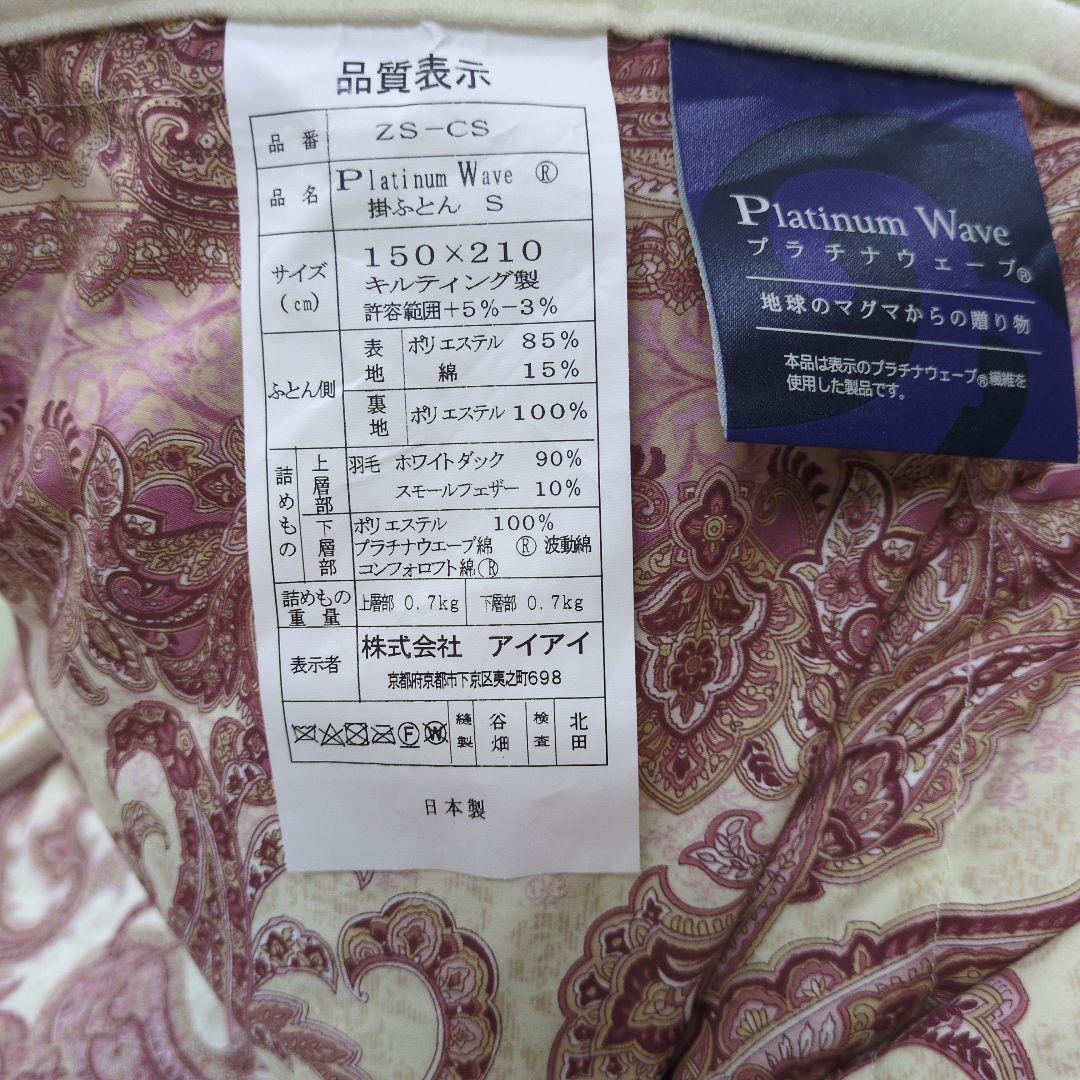 品質表示
品番 ZS-CS
品名 Platinum Wave ®
掛ふとん S
サイズ(cm) 150×210
キルティング製
許容範囲+5%-3%
ふとん側 表地 ポリエステル 85%
綿 15%
裏地 ポリエステル 100%
詰めもの 上層部 羽毛 ホワイトダック 90%
スモールフェザー 10%
下層部 ポリエステル 100%
プラチナウエーブ綿 ® 波動綿
コンフォロフト綿®
詰めもの重量 上層部 0.7kg 下層部 0.7kg
表示者 株式会社 アイアイ
京都府京都市下京区夷之町698
F W 縫製 谷畑 検査 北田
日本製
Platinum Wave
プラチナウェーブ®
地球のマグマからの贈り物
本品は表示のプラチナウェーブ®繊維を
使用した製品です。